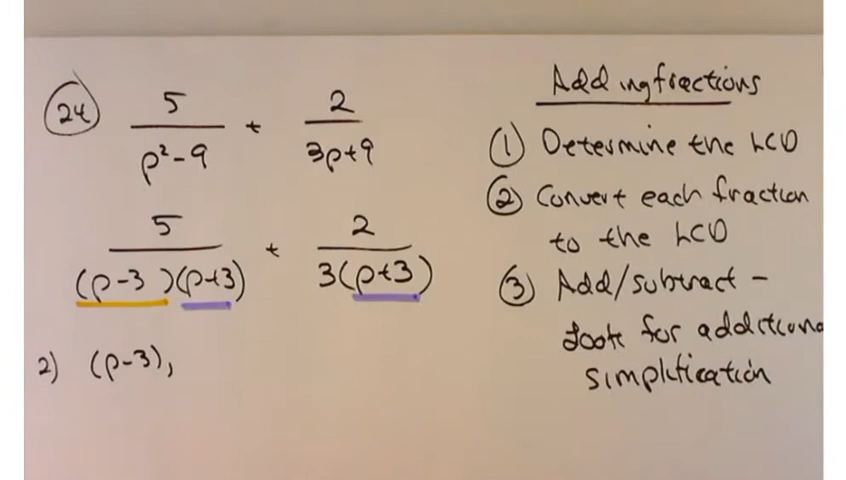 24
5/(p²-9) + 2/(3p+9)
5/((p-3)(p+3)) + 2/(3(p+3))
2) (p-3),
Adding fractions
① Determine the LCD
② Convert each fraction
to the LCD
③ Add/subtract -
look for additiona
simplification